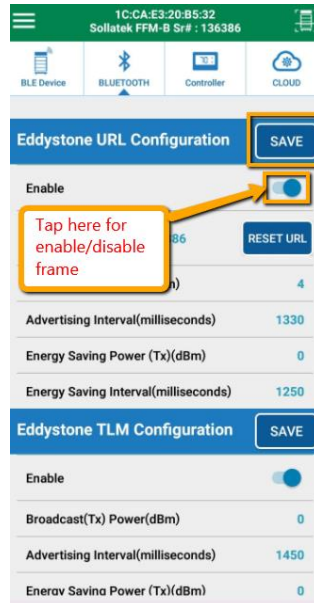 1C:CA:E3:20:B5:32
Sollatek FFM-B Sr# : 136386
BLE Device
BLUETOOTH
Controller
CLOUD
Eddystone URL Configuration
SAVE
Enable
Tap here for
enable/disable
frame
86
RESET URL
m)
4
Advertising Interval(milliseconds)
1330
Energy Saving Power (Tx)(dBm)
0
Energy Saving Interval(milliseconds)
1250
Eddystone TLM Configuration
SAVE
Enable
Broadcast(Tx) Power(dBm)
0
Advertising Interval(milliseconds)
1450
Energy Saving Power (Tx)(dBm)
0